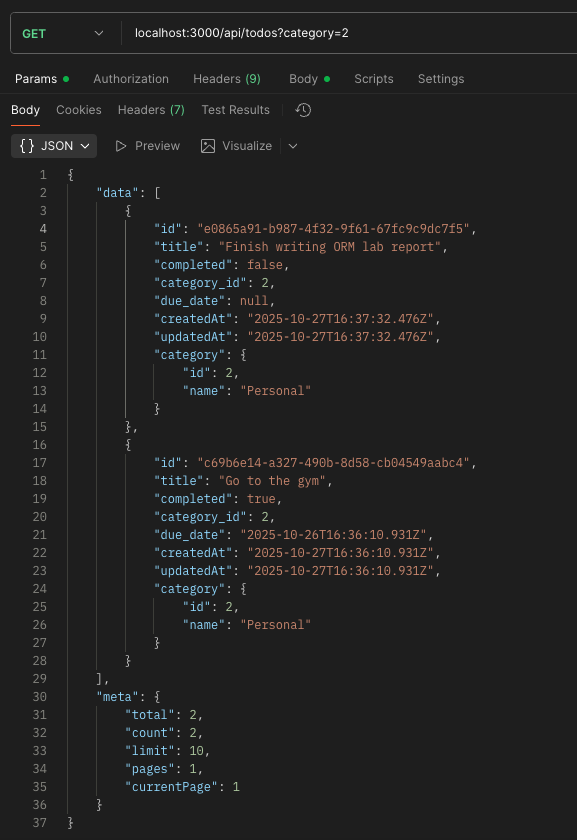 GET localhost:3000/api/todos?category=2
Params Authorization Headers (9) Body Scripts Settings
Body Cookies Headers (7) Test Results
{} JSON Preview Visualize
1 {
2 "data": [
3 {
4 "id": "e0865a91-b987-4f32-9f61-67fc9c9dc7f5",
5 "title": "Finish writing ORM lab report",
6 "completed": false,
7 "category_id": 2,
8 "due_date": null,
9 "createdAt": "2025-10-27T16:37:32.476Z",
10 "updatedAt": "2025-10-27T16:37:32.476Z",
11 "category": {
12 "id": 2,
13 "name": "Personal"
14 }
15 },
16 {
17 "id": "c69b6e14-a327-490b-8d58-cb04549aabc4",
18 "title": "Go to the gym",
19 "completed": true,
20 "category_id": 2,
21 "due_date": "2025-10-26T16:36:10.931Z",
22 "createdAt": "2025-10-27T16:36:10.931Z",
23 "updatedAt": "2025-10-27T16:36:10.931Z",
24 "category": {
25 "id": 2,
26 "name": "Personal"
27 }
28 }
29 ],
30 "meta": {
31 "total": 2,
32 "count": 2,
33 "limit": 10,
34 "pages": 1,
35 "currentPage": 1
36 }
37 }